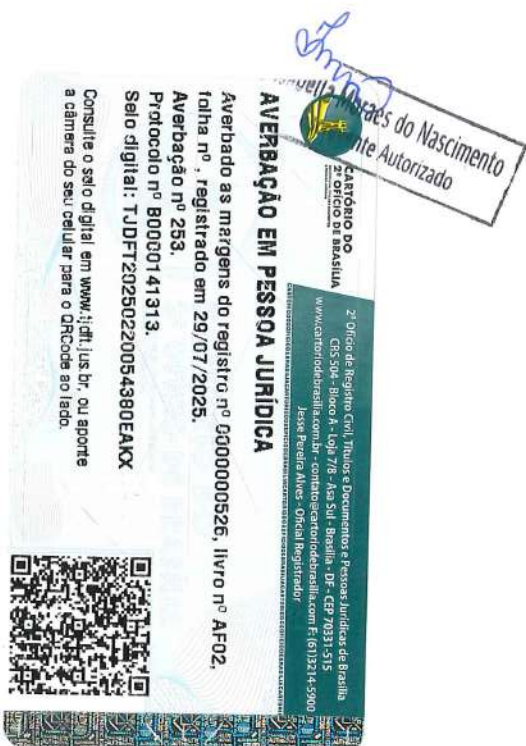 Moraes do Nascimento
Autorizado
CARTÓRIO DO
2º OFÍCIO DE BRASÍLIA
2º Ofício de Registro Civil, Títulos e Documentos e Pessoas Jurídicas de Brasília
CRS 504 - Bloco A - Loja 7/8 - Asa Sul - Brasília - DF - CEP 70331-515
www.cartoriodebrasilia.com.br - contato@cartoriodebrasilia.com F: (61)3214-5900
Jesse Pereira Alves - Oficial Registrador
AVERBAÇÃO EM PESSOA JURÍDICA
Averbado as margens do registro nº 0000000526, livro nº AF02,
folha nº , registrado em 29/07/2025.
Averbação nº 253.
Protocolo nº B0000141313.
Selo digital: TJDFT20250220054380EAKX
Consulte o selo digital em www.tjdft.jus.br, ou aponte
a câmera do seu celular para o QRCode ao lado.